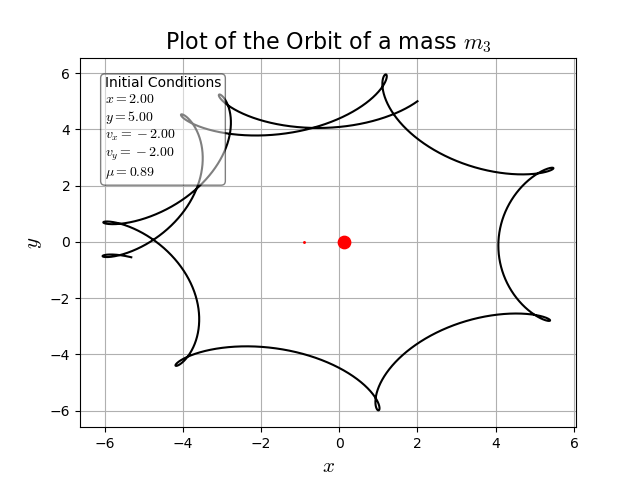 Plot of the Orbit of a mass m₃
Initial Conditions
x = 2.00
y = 5.00
vₓ = −2.00
v_y = −2.00
μ = 0.89
6
4
2
0
−2
−4
−6
y
−6 −4 −2 0 2 4 6
x